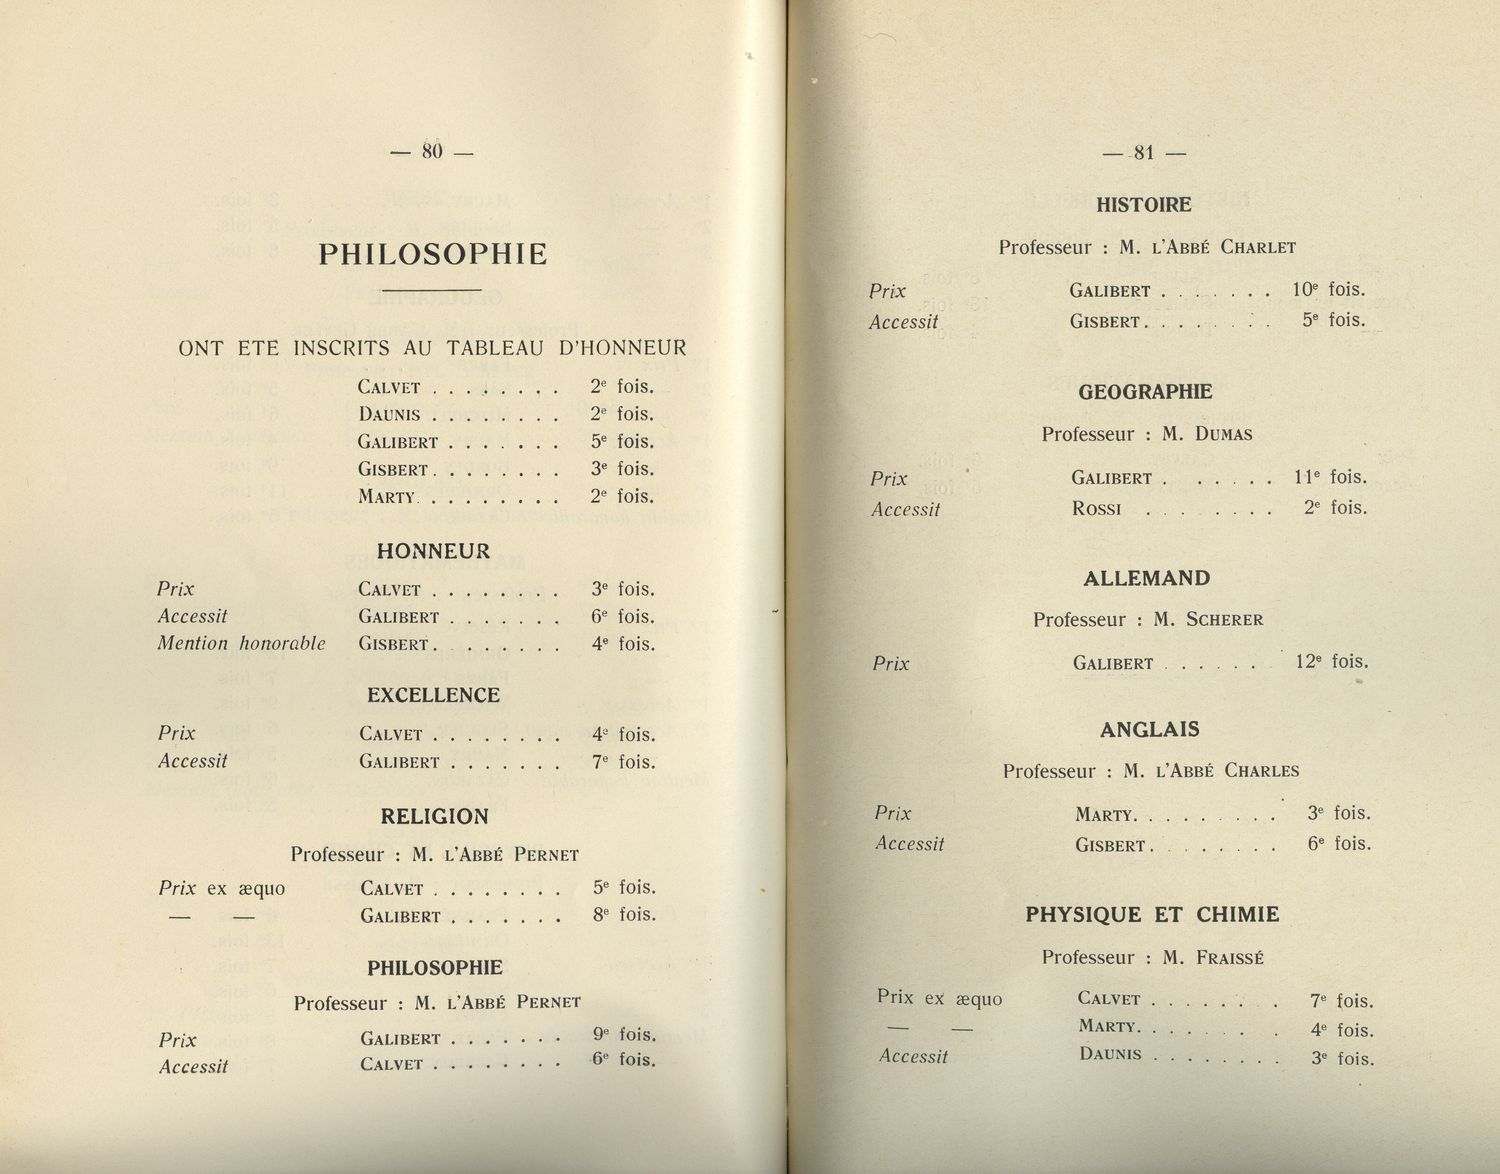 — 80 —
PHILOSOPHIE
ONT ETE INSCRITS AU TABLEAU D'HONNEUR
CALVET . . . . . . . . 2e fois.
DAUNIS . . . . . . . . 2e fois.
GALIBERT . . . . . . . 5e fois.
GISBERT. . . . . . . . 3e fois.
MARTY. . . . . . . . . 2e fois.
HONNEUR
Prix CALVET . . . . . . . . 3e fois.
Accessit GALIBERT . . . . . . . 6e fois.
Mention honorable GISBERT. . . . . . . . 4e fois.
EXCELLENCE
Prix CALVET . . . . . . . . 4e fois.
Accessit GALIBERT . . . . . . . 7e fois.
RELIGION
Professeur : M. L'ABBÉ PERNET
Prix ex æquo CALVET . . . . . . . . 5e fois.
— — GALIBERT . . . . . . . 8e fois.
PHILOSOPHIE
Professeur : M. L'ABBÉ PERNET
Prix GALIBERT . . . . . . . 9e fois.
Accessit CALVET . . . . . . . . 6e fois.
— 81 —
HISTOIRE
Professeur : M. L'ABBÉ CHARLET
Prix GALIBERT . . . . . . . 10e fois.
Accessit GISBERT. . . . . . . . 5e fois.
GEOGRAPHIE
Professeur : M. DUMAS
Prix GALIBERT . . . . . . 11e fois.
Accessit ROSSI . . . . . . . . 2e fois.
ALLEMAND
Professeur : M. SCHERER
Prix GALIBERT . . . . . . 12e fois.
ANGLAIS
Professeur : M. L'ABBÉ CHARLES
Prix MARTY. . . . . . . . . 3e fois.
Accessit GISBERT. . . . . . . . 6e fois.
PHYSIQUE ET CHIMIE
Professeur : M. FRAISSÉ
Prix ex æquo CALVET . . . . . . . . 7e fois.
— — MARTY. . . . . . . . 4e fois.
Accessit DAUNIS . . . . . . . . 3e fois.